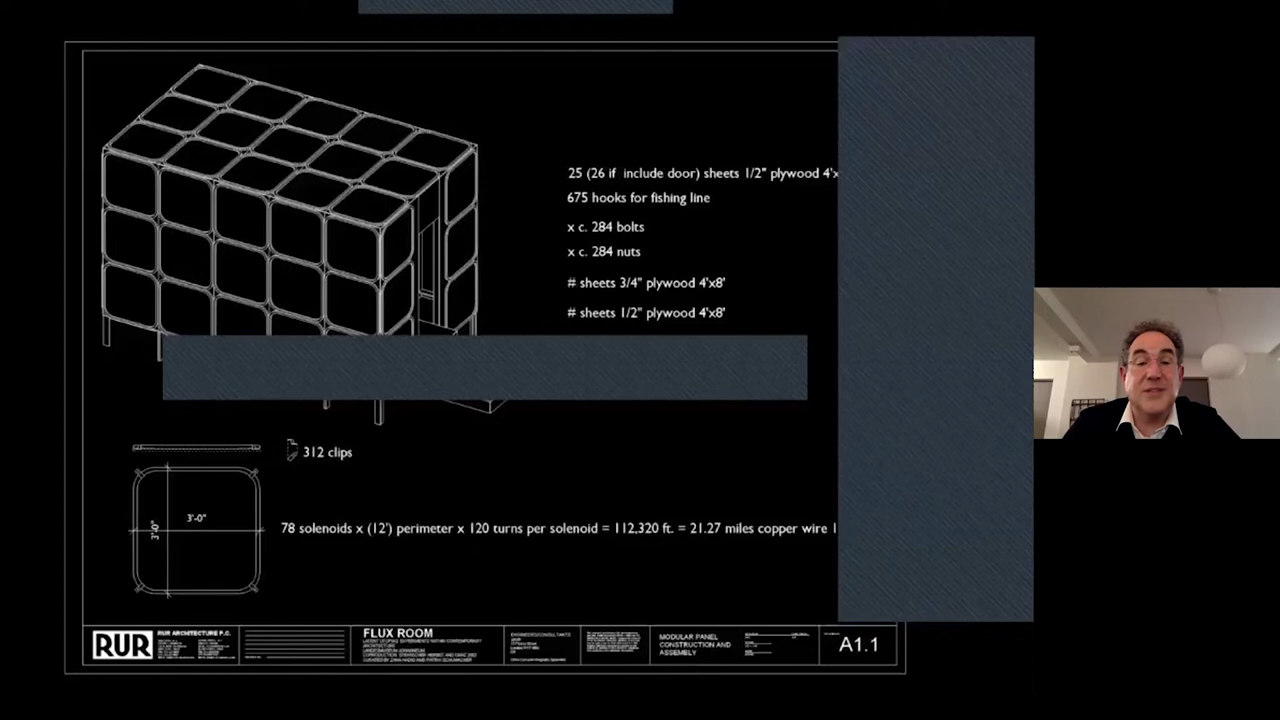 25 (26 if include door) sheets 1/2" plywood 4'x
675 hooks for fishing line
x c. 284 bolts
x c. 284 nuts
# sheets 3/4" plywood 4'x8'
# sheets 1/2" plywood 4'x8'
312 clips
3'-0"
3'-0"
78 solenoids x (12') perimeter x 120 turns per solenoid = 112,320 ft. = 21.27 miles copper wire 1
RUR
RUR ARCHITECTURE P.C.
FLUX ROOM
MODULAR PANEL
CONSTRUCTION AND
ASSEMBLY
A1.1